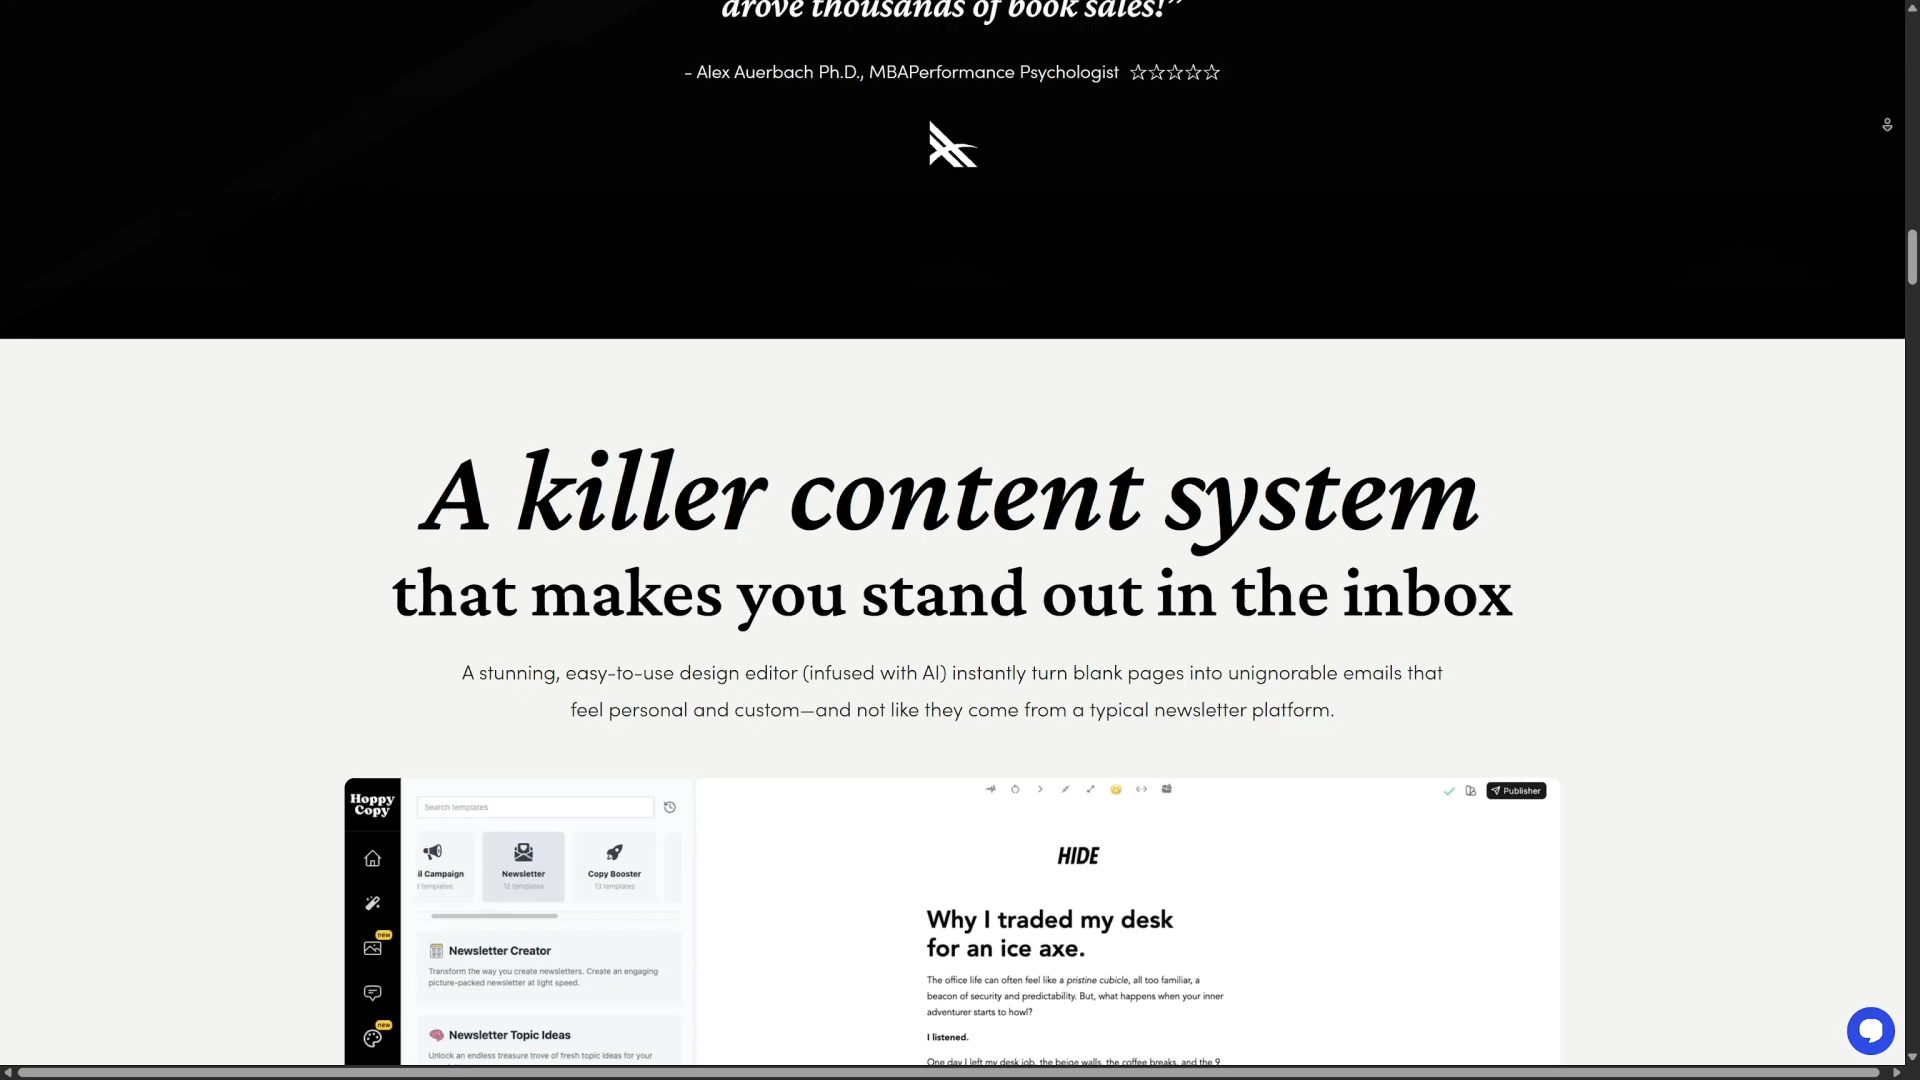 drove thousands of book sales!”
- Alex Auerbach Ph.D., MBAPerformance Psychologist ☆☆☆☆☆
A killer content system
that makes you stand out in the inbox
A stunning, easy-to-use design editor (infused with AI) instantly turn blank pages into unignorable emails that
feel personal and custom—and not like they come from a typical newsletter platform.
Hoppy
Copy
Search templates
Publisher
il Campaign
templates
Newsletter
12 templates
Copy Booster
13 templates
HIDE
new
new
Newsletter Creator
Transform the way you create newsletters. Create an engaging
picture-packed newsletter at light speed.
Newsletter Topic Ideas
Unlock an endless treasure trove of fresh topic ideas for your
Why I traded my desk
for an ice axe.
The office life can often feel like a pristine cubicle, all too familiar, a
beacon of security and predictability. But, what happens when your inner
adventurer starts to howl?
I listened.
One day I left my desk job, the beige walls, the coffee breaks, and the 9